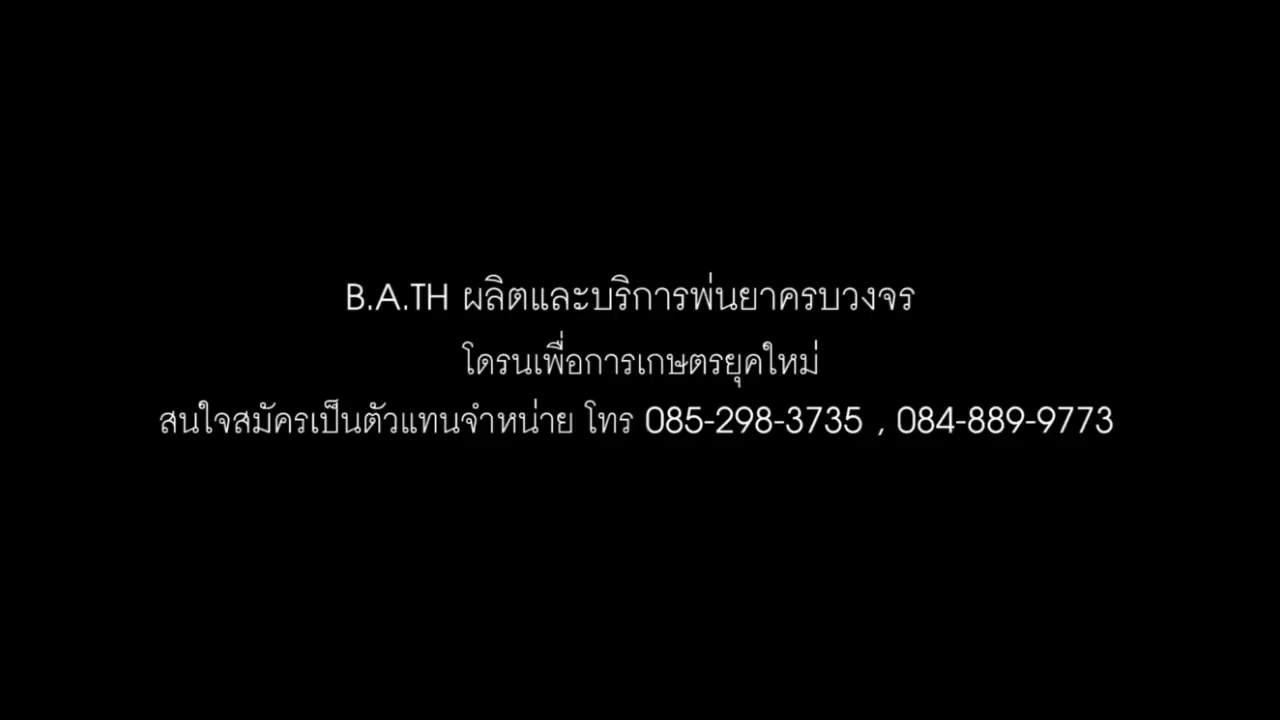 B.A.TH ผลิตและบริการพ่นยาครบวงจร
โดรนเพื่อการเกษตรยุคใหม่
สนใจสมัครเป็นตัวแทนจำหน่าย โทร 085-298-3735 , 084-889-9773